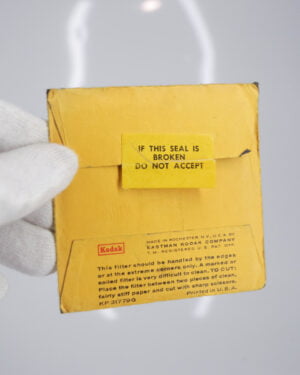 IF THIS SEAL IS
BROKEN
DO NOT ACCEPT
Kodak
MADE IN ROCHESTER, N.Y., U.S.A. BY
EASTMAN KODAK COMPANY
T. M. REGISTERED U. S. PAT. OFF.
This filter should be handled by the edges
or at the extreme corners only. A marked or
soiled filter is very difficult to clean. TO CUT:
Place the filter between two pieces of clean,
fairly stiff paper and cut with sharp scissors.
KP 31779G
Printed in U. S. A.